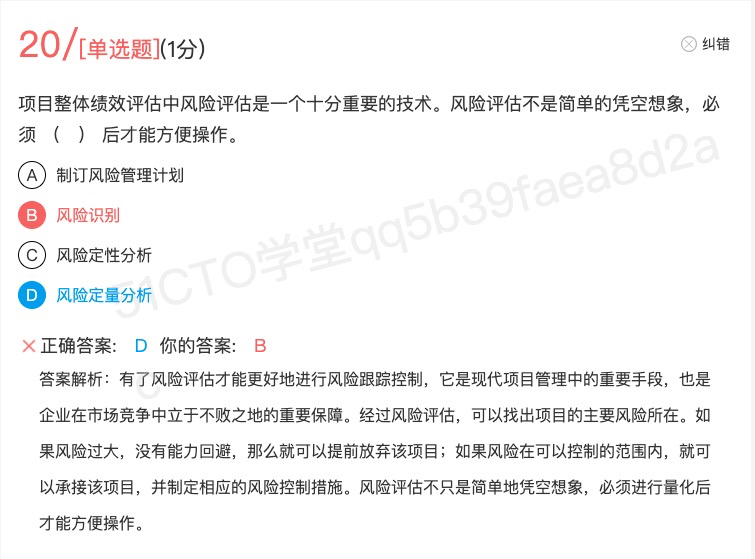 20/[单选题](1分)
纠错
项目整体绩效评估中风险评估是一个十分重要的技术。风险评估不是简单的凭空想象，必
须 （ ） 后才能方便操作。
A 制订风险管理计划
B 风险识别
C 风险定性分析
D 风险定量分析
51CTO学堂qq5b39faea8d2a
正确答案: D 你的答案: B
答案解析：有了风险评估才能更好地进行风险跟踪控制，它是现代项目管理中的重要手段，也是
企业在市场竞争中立于不败之地的重要保障。经过风险评估，可以找出项目的主要风险所在。如
果风险过大，没有能力回避，那么就可以提前放弃该项目；如果风险在可以控制的范围内，就可
以承接该项目，并制定相应的风险控制措施。风险评估不只是简单地凭空想象，必须进行量化后
才能方便操作。